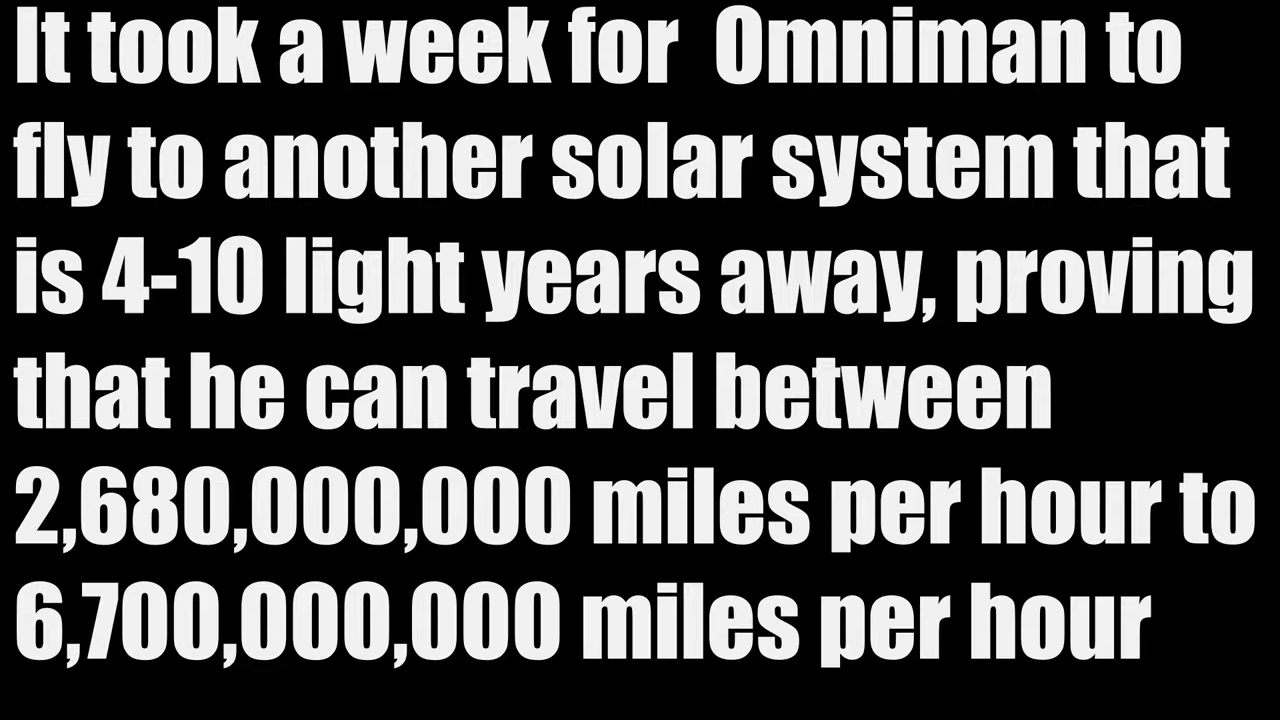 It took a week for  Omniman to
fly to another solar system that
is 4-10 light years away, proving
that he can travel between
2,680,000,000 miles per hour to
6,700,000,000 miles per hour